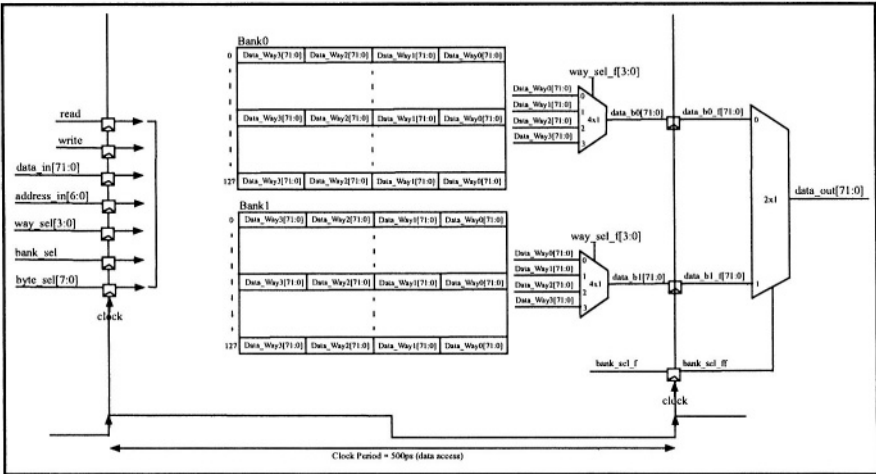 read
write
data_in[71:0]
address_in[6:0]
way_sel[3:0]
bank_sel
byte_sel[7:0]
clock
Bank0
0 Data_Way3[71:0] Data_Way2[71:0] Data_Way1[71:0] Data_Way0[71:0]
Data_Way3[71:0] Data_Way2[71:0] Data_Way1[71:0] Data_Way0[71:0]
127 Data_Way3[71:0] Data_Way2[71:0] Data_Way1[71:0] Data_Way0[71:0]
Bank1
0 Data_Way3[71:0] Data_Way2[71:0] Data_Way1[71:0] Data_Way0[71:0]
Data_Way3[71:0] Data_Way2[71:0] Data_Way1[71:0] Data_Way0[71:0]
127 Data_Way3[71:0] Data_Way2[71:0] Data_Way1[71:0] Data_Way0[71:0]
way_sel_f[3:0]
Data_Way0[71:0] 0
Data_Way1[71:0] 1
Data_Way2[71:0] 2
Data_Way3[71:0] 3
4x1
data_b0[71:0]
data_b0_f[71:0]
way_sel_f[3:0]
Data_Way0[71:0] 0
Data_Way1[71:0] 1
Data_Way2[71:0] 2
Data_Way3[71:0] 3
4x1
data_b1[71:0]
data_b1_f[71:0]
0
2x1
1
data_out[71:0]
bank_sel_f
bank_sel_ff
clock
Clock Period = 500ps (data access)